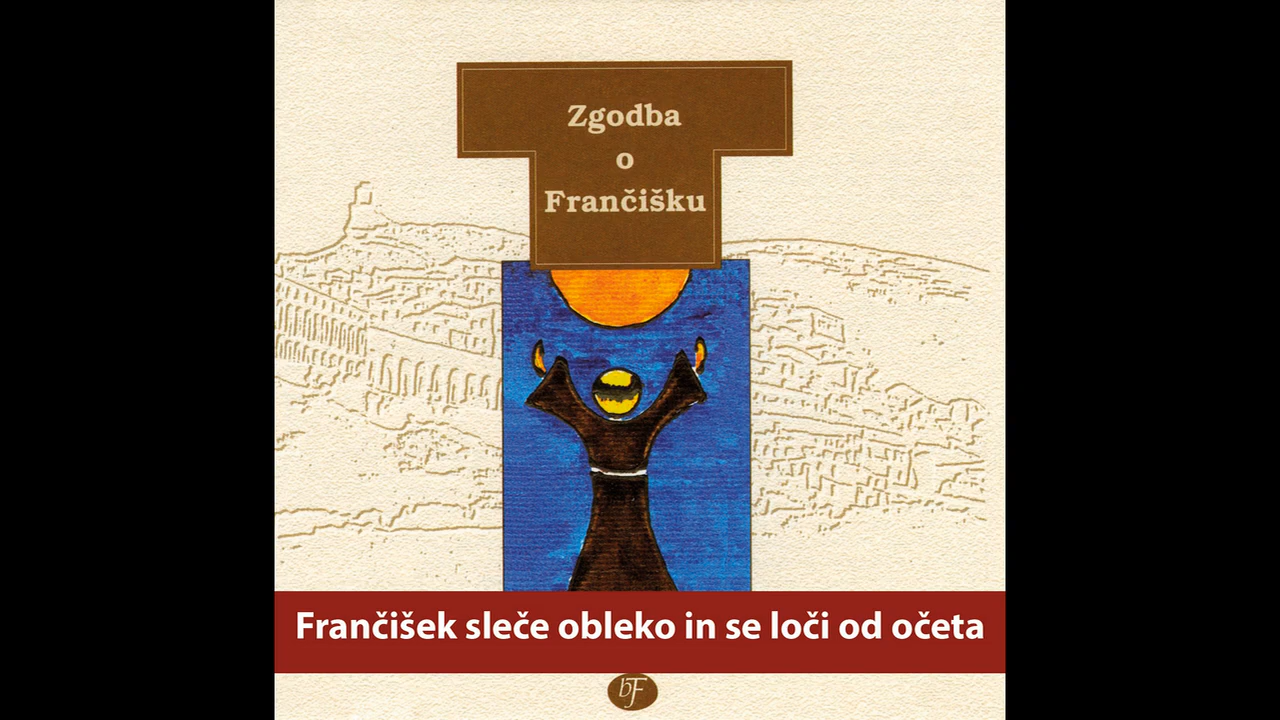 Zgodba
o
Frančišku
Frančišek sleče obleko in se loči od očeta
bF